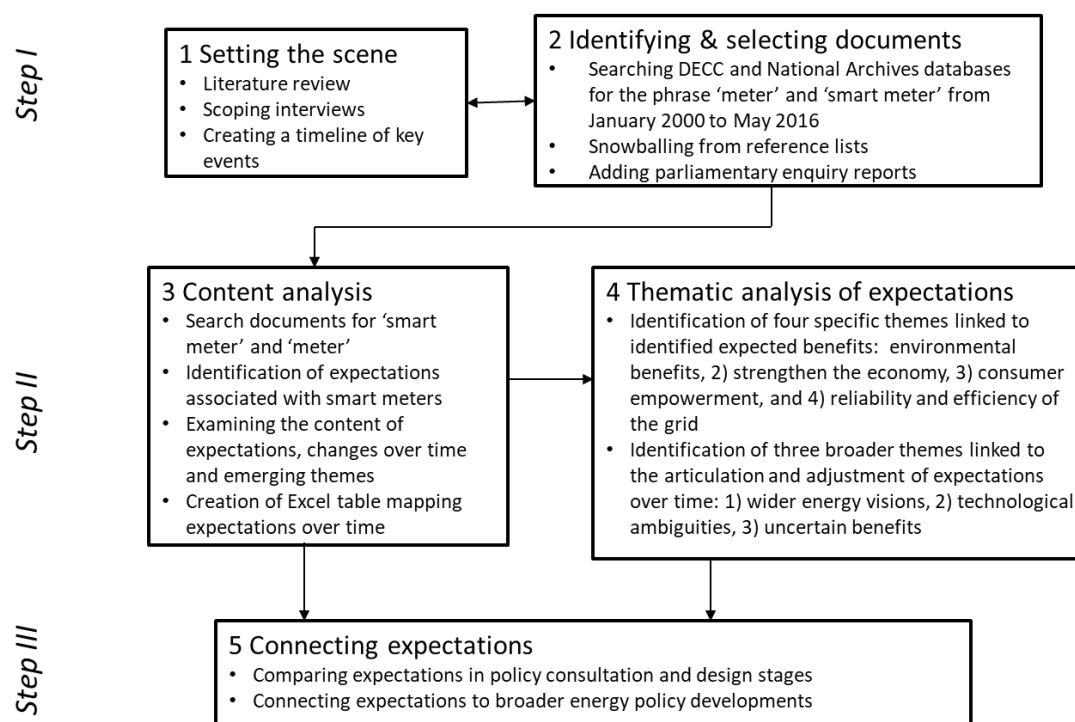 Step I
1 Setting the scene
• Literature review
• Scoping interviews
• Creating a timeline of key
events
2 Identifying & selecting documents
• Searching DECC and National Archives databases
for the phrase ‘meter’ and ‘smart meter’ from
January 2000 to May 2016
• Snowballing from reference lists
• Adding parliamentary enquiry reports
Step II
3 Content analysis
• Search documents for ‘smart
meter’ and ‘meter’
• Identification of expectations
associated with smart meters
• Examining the content of
expectations, changes over time
and emerging themes
• Creation of Excel table mapping
expectations over time
4 Thematic analysis of expectations
• Identification of four specific themes linked to
identified expected benefits: environmental
benefits, 2) strengthen the economy, 3) consumer
empowerment, and 4) reliability and efficiency of
the grid
• Identification of three broader themes linked to
the articulation and adjustment of expectations
over time: 1) wider energy visions, 2) technological
ambiguities, 3) uncertain benefits
Step III
5 Connecting expectations
• Comparing expectations in policy consultation and design stages
• Connecting expectations to broader energy policy developments